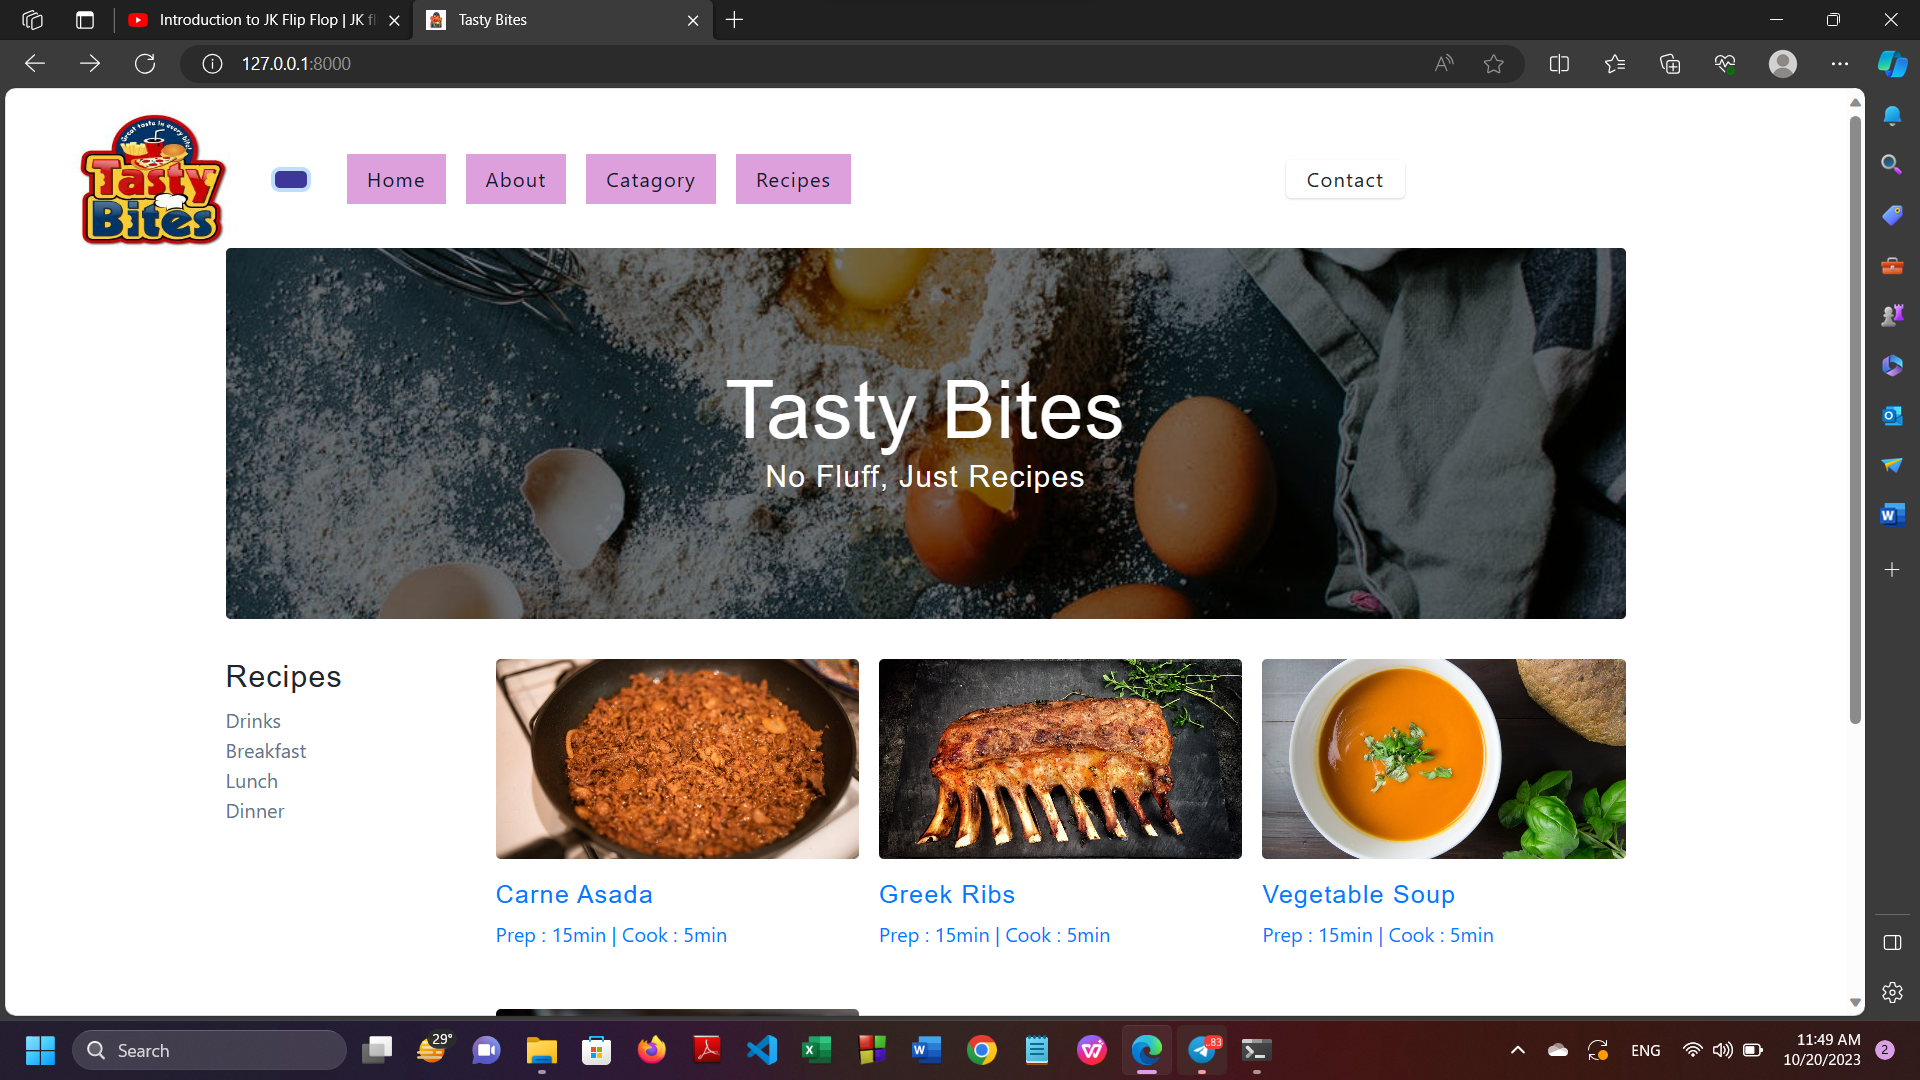 Introduction to JK Flip Flop | JK fl
Tasty Bites
127.0.0.1:8000
Great taste in every bite!
Tasty
Bites
Home
About
Catagory
Recipes
Contact
Tasty Bites
No Fluff, Just Recipes
Recipes
Drinks
Breakfast
Lunch
Dinner
Carne Asada
Prep : 15min | Cook : 5min
Greek Ribs
Prep : 15min | Cook : 5min
Vegetable Soup
Prep : 15min | Cook : 5min
Search
29°
.83
ENG
11:49 AM
10/20/2023
2